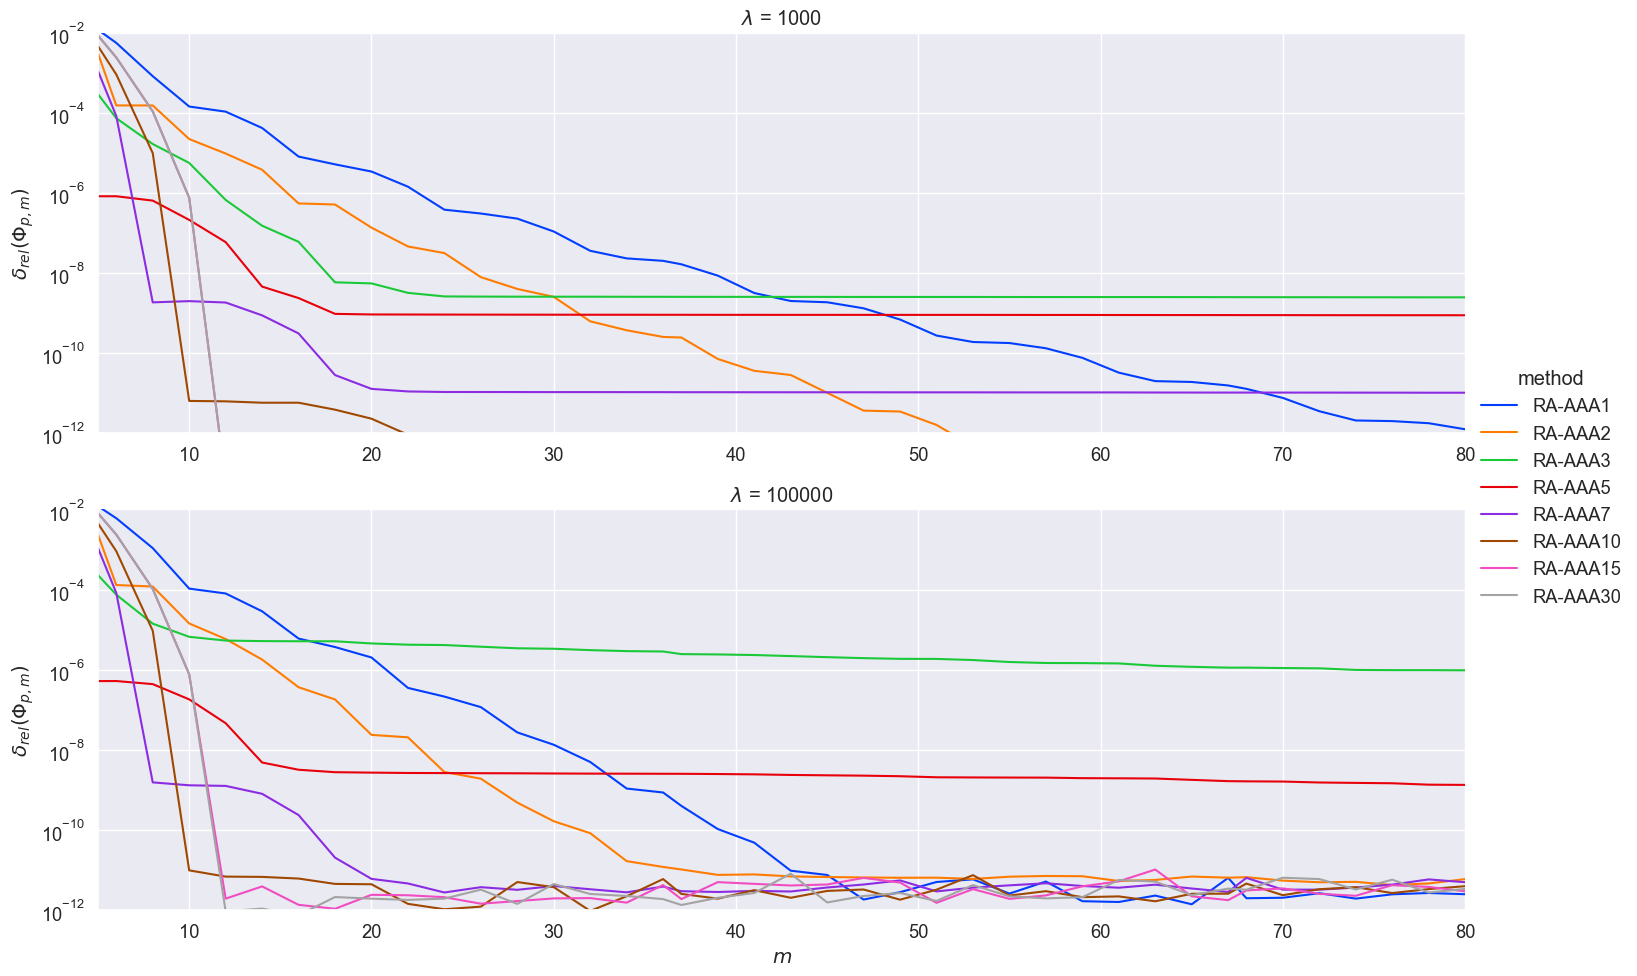 λ = 1000
10⁻²
10⁻⁴
10⁻⁶
10⁻⁸
10⁻¹⁰
10⁻¹²
δ_rel(Φ_p,m)
10 20 30 40 50 60 70 80
λ = 100000
10⁻²
10⁻⁴
10⁻⁶
10⁻⁸
10⁻¹⁰
10⁻¹²
δ_rel(Φ_p,m)
10 20 30 40 50 60 70 80
m
method
RA-AAA1
RA-AAA2
RA-AAA3
RA-AAA5
RA-AAA7
RA-AAA10
RA-AAA15
RA-AAA30